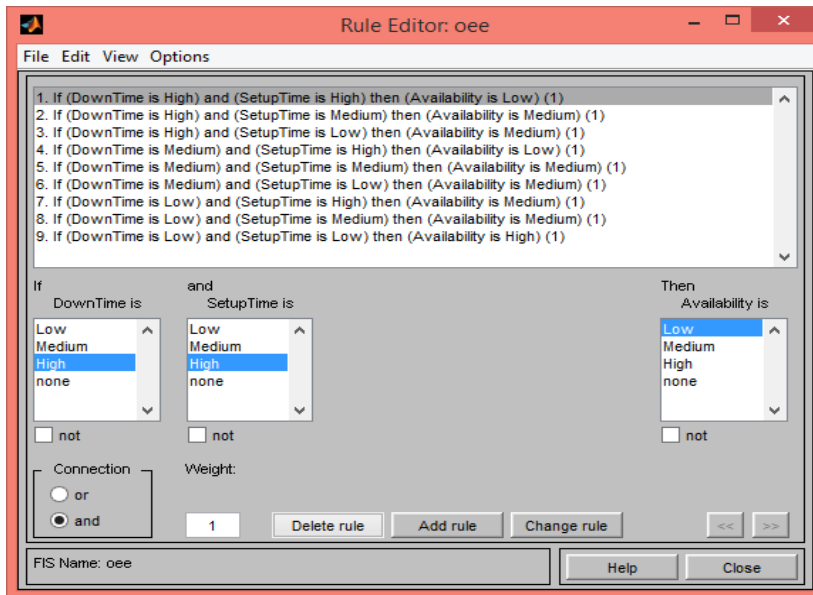 Rule Editor: oee
File Edit View Options
1. If (DownTime is High) and (SetupTime is High) then (Availability is Low) (1)
2. If (DownTime is High) and (SetupTime is Medium) then (Availability is Medium) (1)
3. If (DownTime is High) and (SetupTime is Low) then (Availability is Medium) (1)
4. If (DownTime is Medium) and (SetupTime is High) then (Availability is Low) (1)
5. If (DownTime is Medium) and (SetupTime is Medium) then (Availability is Medium) (1)
6. If (DownTime is Medium) and (SetupTime is Low) then (Availability is Medium) (1)
7. If (DownTime is Low) and (SetupTime is High) then (Availability is Medium) (1)
8. If (DownTime is Low) and (SetupTime is Medium) then (Availability is Medium) (1)
9. If (DownTime is Low) and (SetupTime is Low) then (Availability is High) (1)
If and Then
DownTime is SetupTime is Availability is
Low Low Low
Medium Medium Medium
High High High
none none none
not not not
Connection Weight:
or
and 1 Delete rule Add rule Change rule << >>
FIS Name: oee Help Close